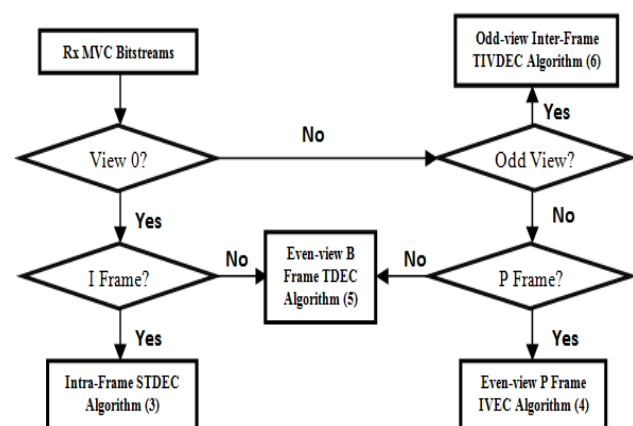 Rx MVC Bitstreams
Odd-view Inter-Frame
TIVDEC Algorithm (6)
Yes
No
View 0?
Odd View?
Yes
No
Even-view B
Frame TDEC
Algorithm (5)
No
No
I Frame?
P Frame?
Yes
Yes
Intra-Frame STDEC
Algorithm (3)
Even-view P Frame
IVEC Algorithm (4)